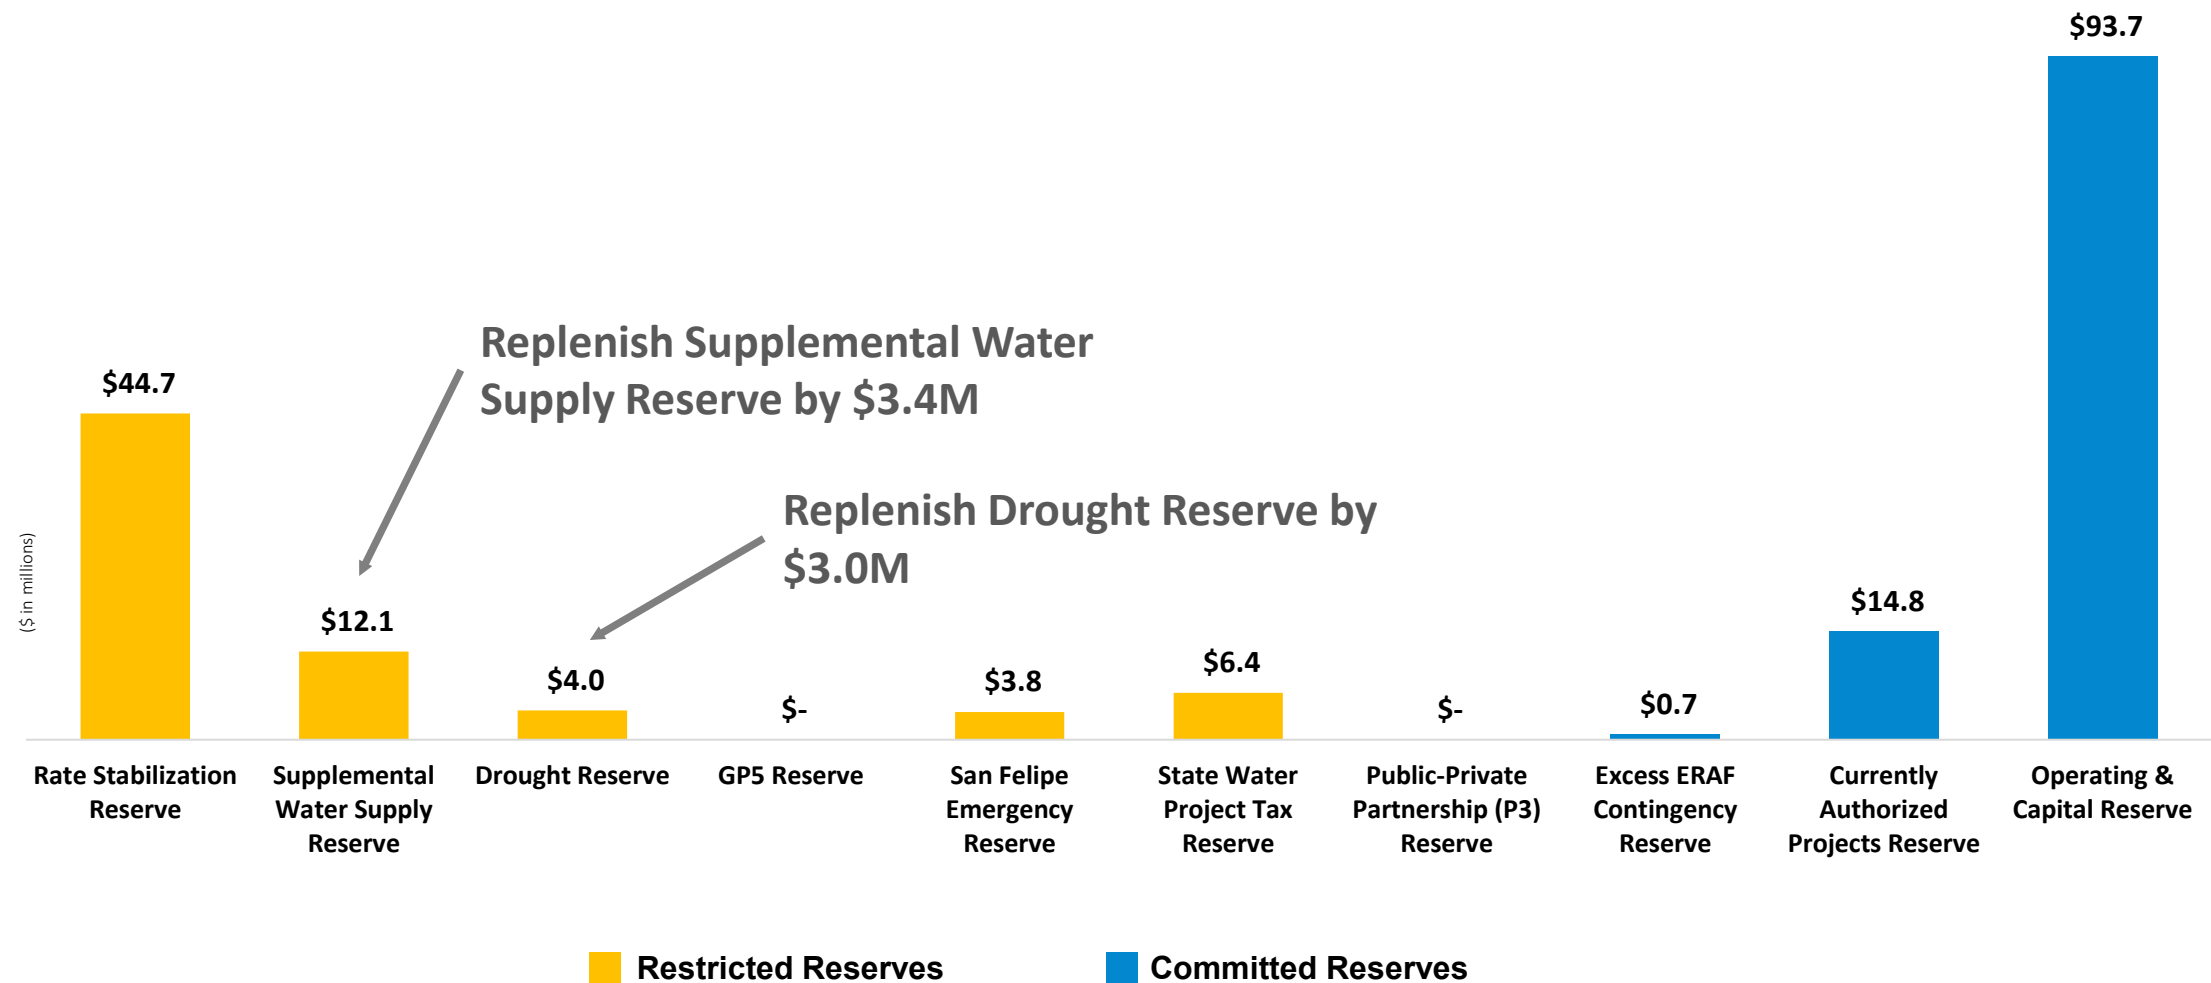 $93.7
Replenish Supplemental Water
Supply Reserve by $3.4M
$44.7
Replenish Drought Reserve by
$3.0M
($ in millions)
$12.1
$4.0
$-
$3.8
$6.4
$-
$0.7
$14.8
Rate Stabilization
Reserve
Supplemental
Water Supply
Reserve
Drought Reserve
GP5 Reserve
San Felipe
Emergency
Reserve
State Water
Project Tax
Reserve
Public-Private
Partnership (P3)
Reserve
Excess ERAF
Contingency
Reserve
Currently
Authorized
Projects Reserve
Operating &
Capital Reserve
Restricted Reserves
Committed Reserves